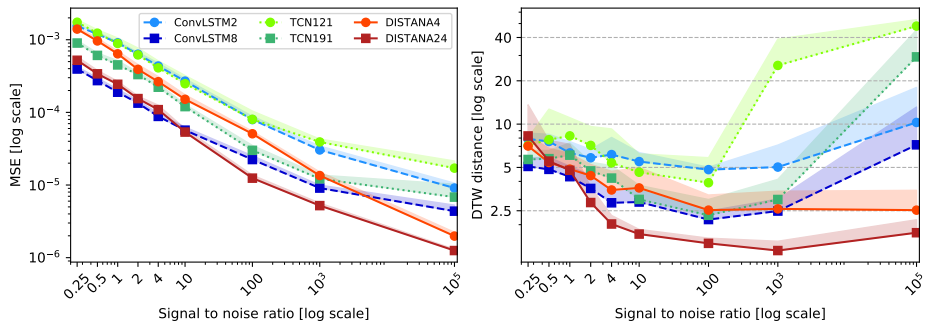 ConvLSTM2 TCN121 DISTANA4
ConvLSTM8 TCN191 DISTANA24
MSE [log scale]
10⁻³
10⁻⁴
10⁻⁵
10⁻⁶
0.25 0.5 1 2 4 10 100 10³ 10⁵
Signal to noise ratio [log scale]
DTW distance [log scale]
40
20
10
5
2.5
0.25 0.5 1 2 4 10 100 10³ 10⁵
Signal to noise ratio [log scale]